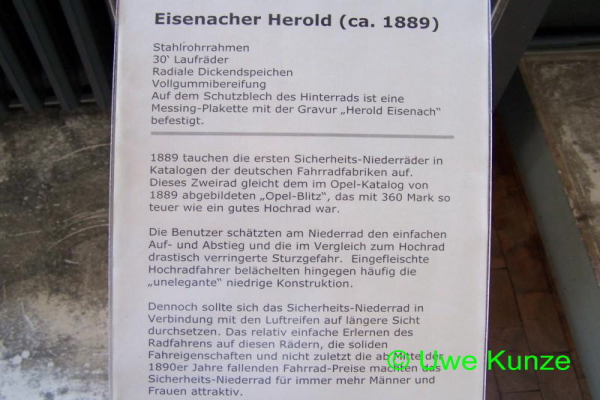 Eisenacher Herold (ca. 1889)
Stahlrohrrahmen
30' Laufräder
Radiale Dickendspeichen
Vollgummibereifung
Auf dem Schutzblech des Hinterrads ist eine
Messing-Plakette mit der Gravur „Herold Eisenach“
befestigt.
1889 tauchen die ersten Sicherheits-Niederräder in
Katalogen der deutschen Fahrradfabriken auf.
Dieses Zweirad gleicht dem im Opel-Katalog von
1889 abgebildeten „Opel-Blitz“, das mit 360 Mark so
teuer wie ein gutes Hochrad war.
Die Benutzer schätzten am Niederrad den einfachen
Auf- und Abstieg und die im Vergleich zum Hochrad
drastisch verringerte Sturzgefahr. Eingefleischte
Hochradfahrer belächelten hingegen häufig die
„unelegante“ niedrige Konstruktion.
Dennoch sollte sich das Sicherheits-Niederrad in
Verbindung mit den Luftreifen auf längere Sicht
durchsetzen. Das relativ einfache Erlernen des
Radfahrens auf diesen Rädern, die soliden
Fahreigenschaften und nicht zuletzt die ab Mitte der
1890er Jahre fallenden Fahrrad-Preise machten das
Sicherheits-Niederrad für immer mehr Männer und
Frauen attraktiv.
© Uwe Kunze